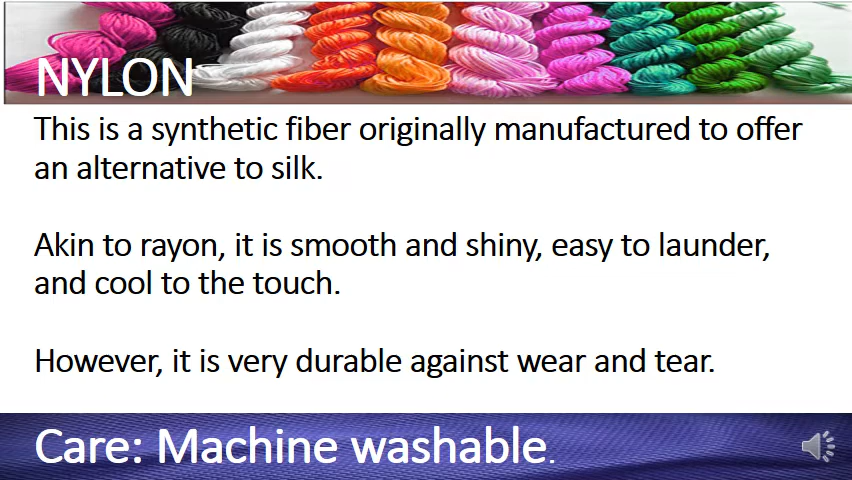 NYLON
This is a synthetic fiber originally manufactured to offer
an alternative to silk.
Akin to rayon, it is smooth and shiny, easy to launder,
and cool to the touch.
However, it is very durable against wear and tear.
Care: Machine washable.